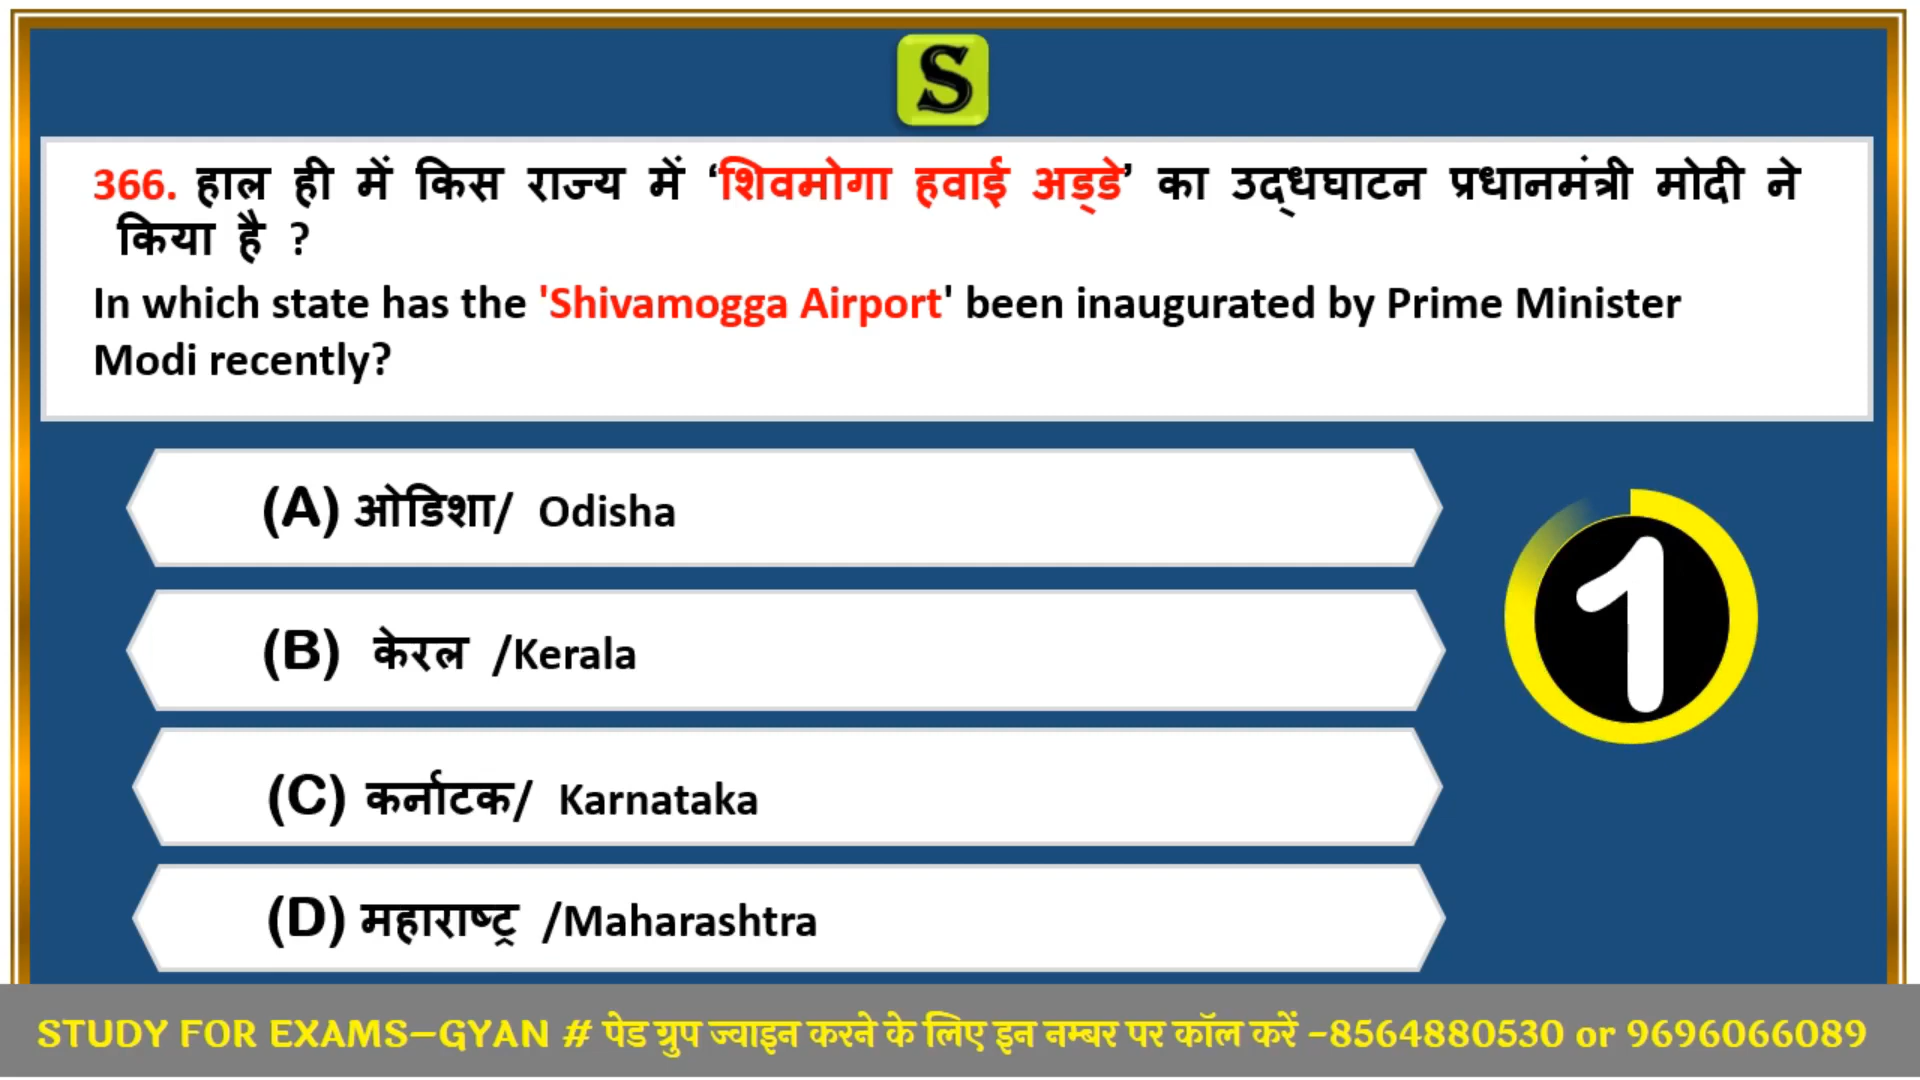 S
366. हाल ही में किस राज्य में ‘शिवमोगा हवाई अड्डे’ का उद्धघाटन प्रधानमंत्री मोदी ने
किया है ?
In which state has the 'Shivamogga Airport' been inaugurated by Prime Minister
Modi recently?
(A) ओडिशा/ Odisha
(B) केरल /Kerala
1
(C) कर्नाटक/ Karnataka
(D) महाराष्ट्र /Maharashtra
STUDY FOR EXAMS–GYAN # पेड ग्रुप ज्वाइन करने के लिए इन नम्बर पर कॉल करें -8564880530 or 9696066089